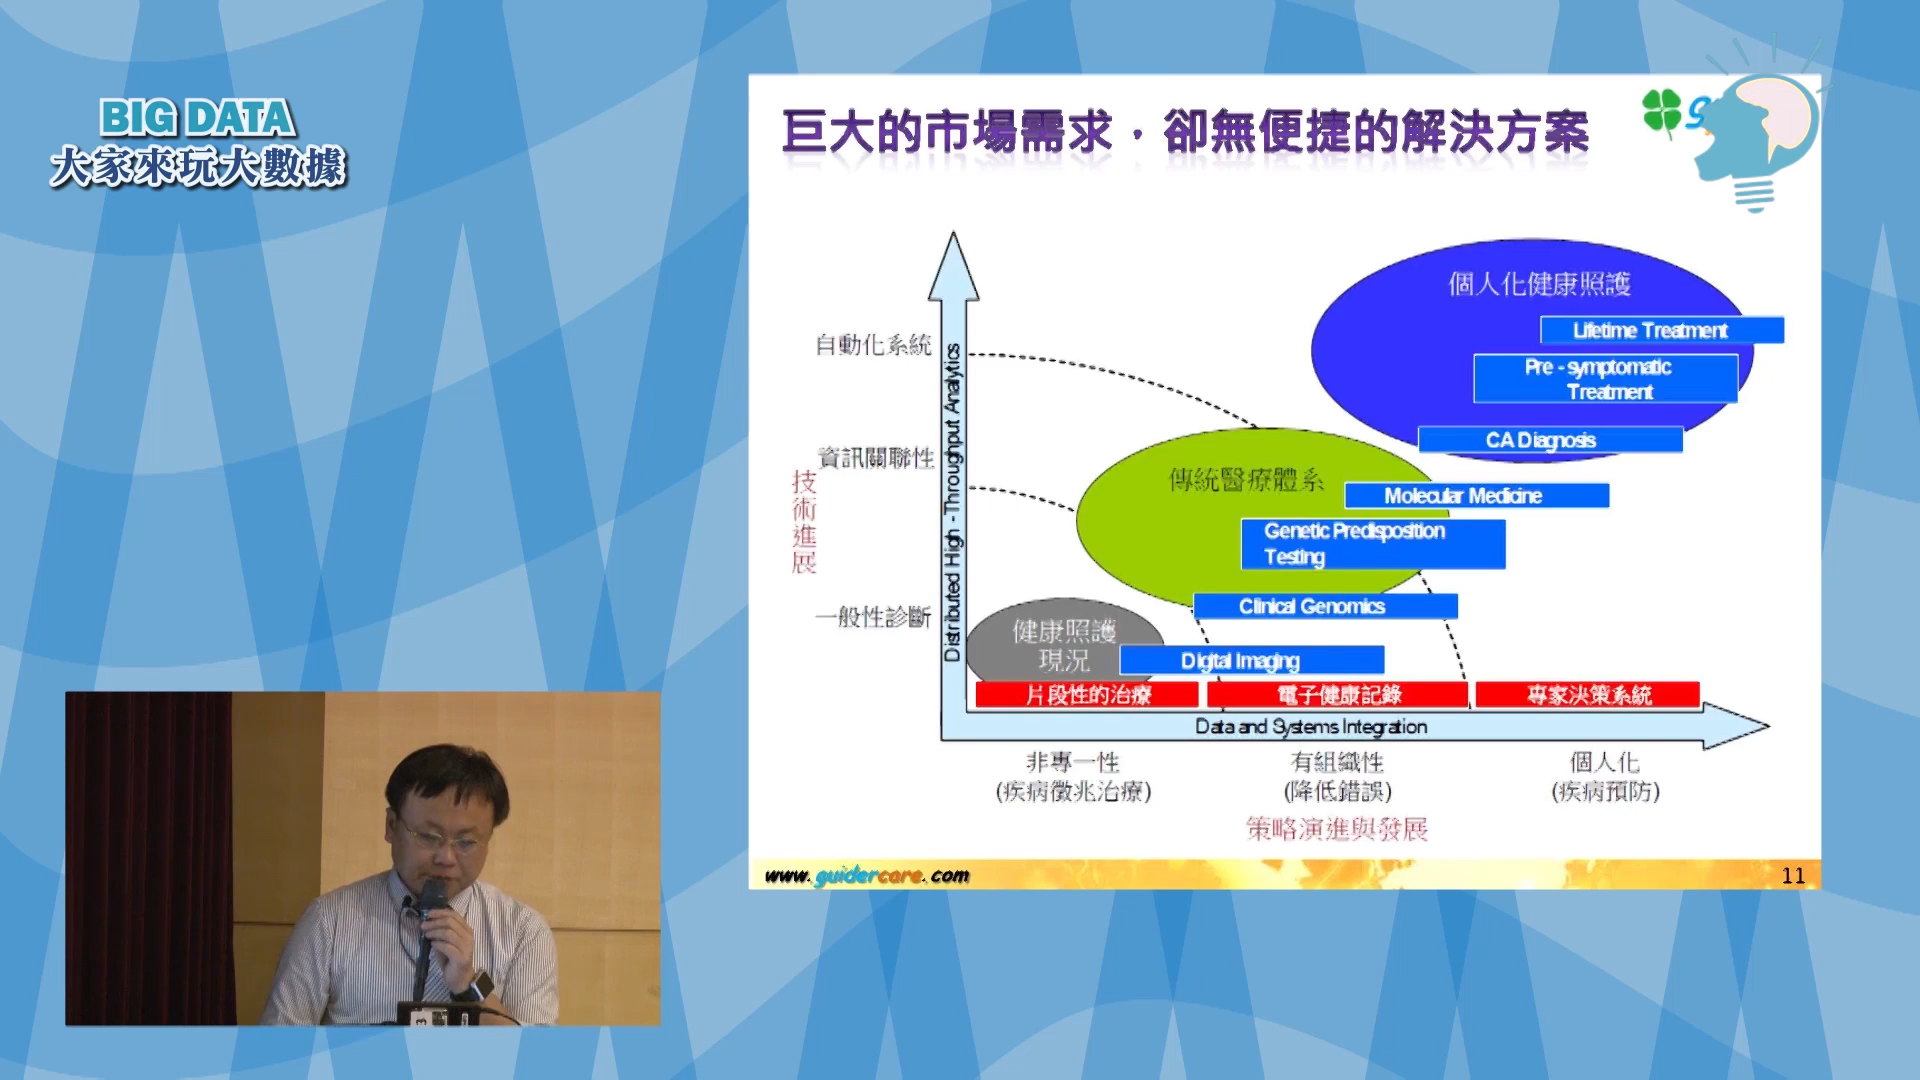 BIG DATA
大家來玩大數據
巨大的市場需求，卻無便捷的解決方案
個人化健康照護
Lifetime Treatment
Pre - symptomatic
Treatment
CA Diagnosis
自動化系統
傳統醫療體系
Molecular Medicine
資訊關聯性
Genetic Predisposition
Testing
技術進展
Distributed High - Throughput Analytics
Clinical Genomics
一般性診斷
健康照護
現況
Digital Imaging
片段性的治療
電子健康記錄
專家決策系統
Data and Systems Integration
非專一性
(疾病徵兆治療)
有組織性
(降低錯誤)
個人化
(疾病預防)
策略演進與發展
www.guidercare.com
11